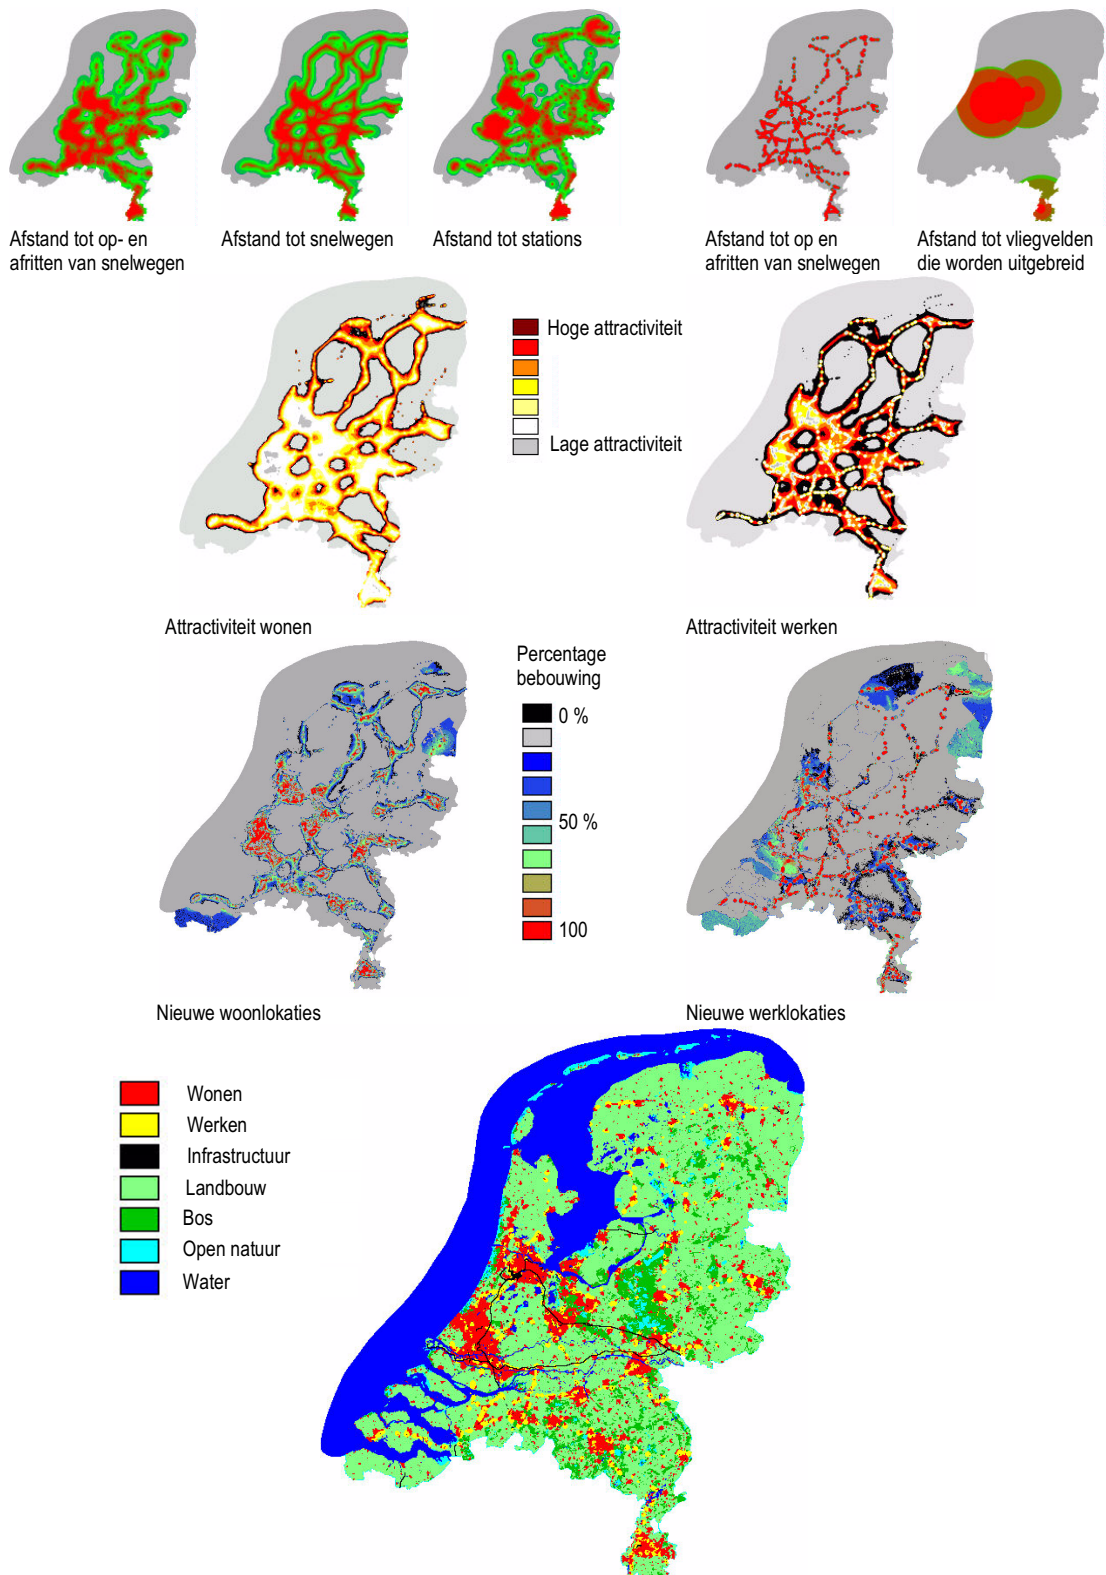 Afstand tot op- en
afritten van snelwegen
Afstand tot snelwegen
Afstand tot stations
Afstand tot op en
afritten van snelwegen
Afstand tot vliegvelden
die worden uitgebreid
Hoge attractiviteit
Lage attractiviteit
Attractiviteit wonen
Attractiviteit werken
Percentage
bebouwing
0 %
50 %
100
Nieuwe woonlokaties
Nieuwe werklokaties
Wonen
Werken
Infrastructuur
Landbouw
Bos
Open natuur
Water